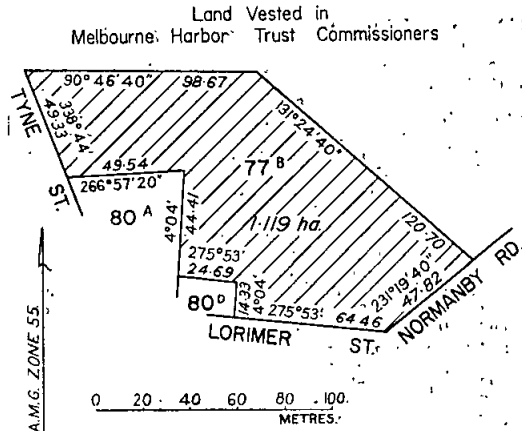 Land Vested in
Melbourne Harbor Trust Commissioners
90° 46' 40" 98·67
TYNE ST.
338° 44'
49·33
131° 24' 40"
49·54
266° 57' 20"
77 B
80 A
4° 04'
44·41
1·119 ha.
120·70
275° 53'
24·69
231° 19' 40"
47·82
NORMANBY RD.
80 D
14·33
4° 04'
275° 53' 64·46
LORIMER ST.
A.M.G. ZONE 55.
0 20 40 60 80 100.
METRES.